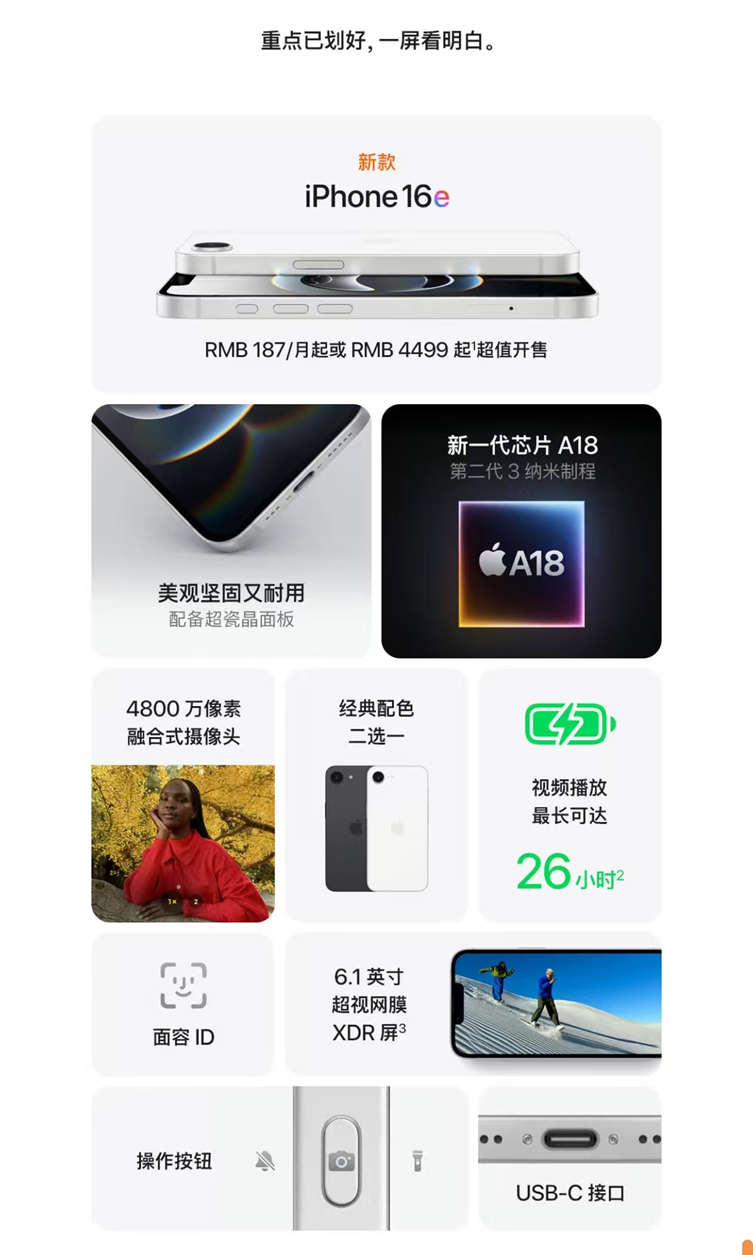 重点已划好，一屏看明白。
新款
iPhone 16e
RMB 187/月起或 RMB 4499 起¹超值开售
美观坚固又耐用
配备超瓷晶面板
新一代芯片 A18
第二代 3 纳米制程
A18
4800 万像素
融合式摄像头
1× 2
经典配色
二选一
视频播放
最长可达
26 小时²
面容 ID
6.1 英寸
超视网膜
XDR 屏³
操作按钮
USB-C 接口